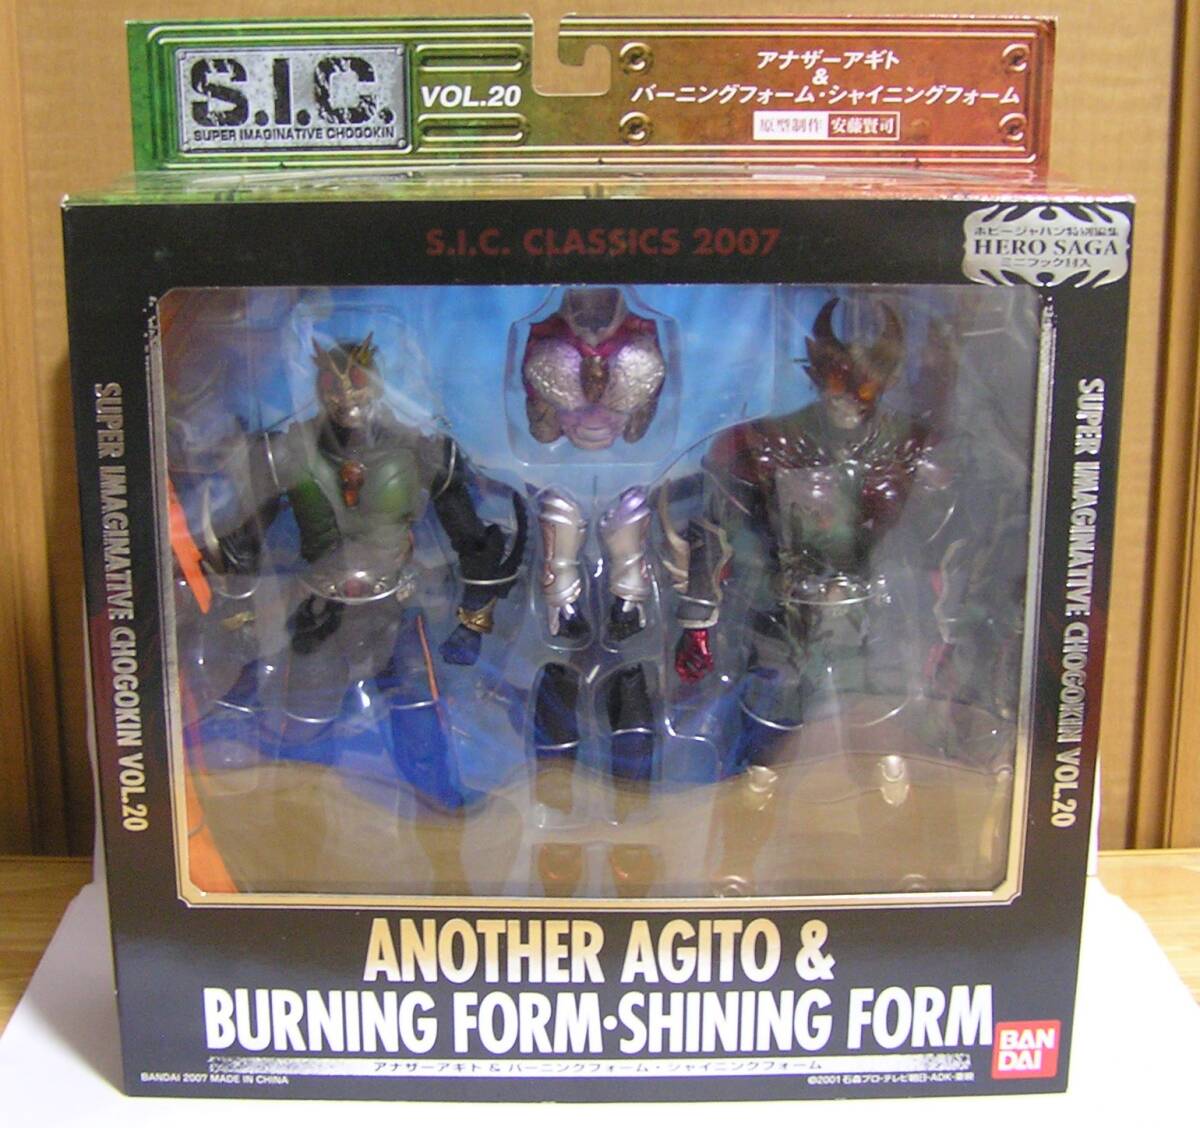 S.I.C.
SUPER IMAGINATIVE CHOGOKIN
VOL.20
アナザーアギト
&
バーニングフォーム・シャイニングフォーム
原型制作 安藤賢司
S.I.C. CLASSICS 2007
ホビージャパン特別編集
HERO SAGA
ミニブック封入
SUPER IMAGINATIVE CHOGOKIN VOL.20
SUPER IMAGINATIVE CHOGOKIN VOL.20
ANOTHER AGITO &
BURNING FORM・SHINING FORM
アナザーアギト & バーニングフォーム・シャイニングフォーム
BANDAI 2007 MADE IN CHINA
©2001 石森プロ・テレビ朝日・ADK・東映
BAN
DAI